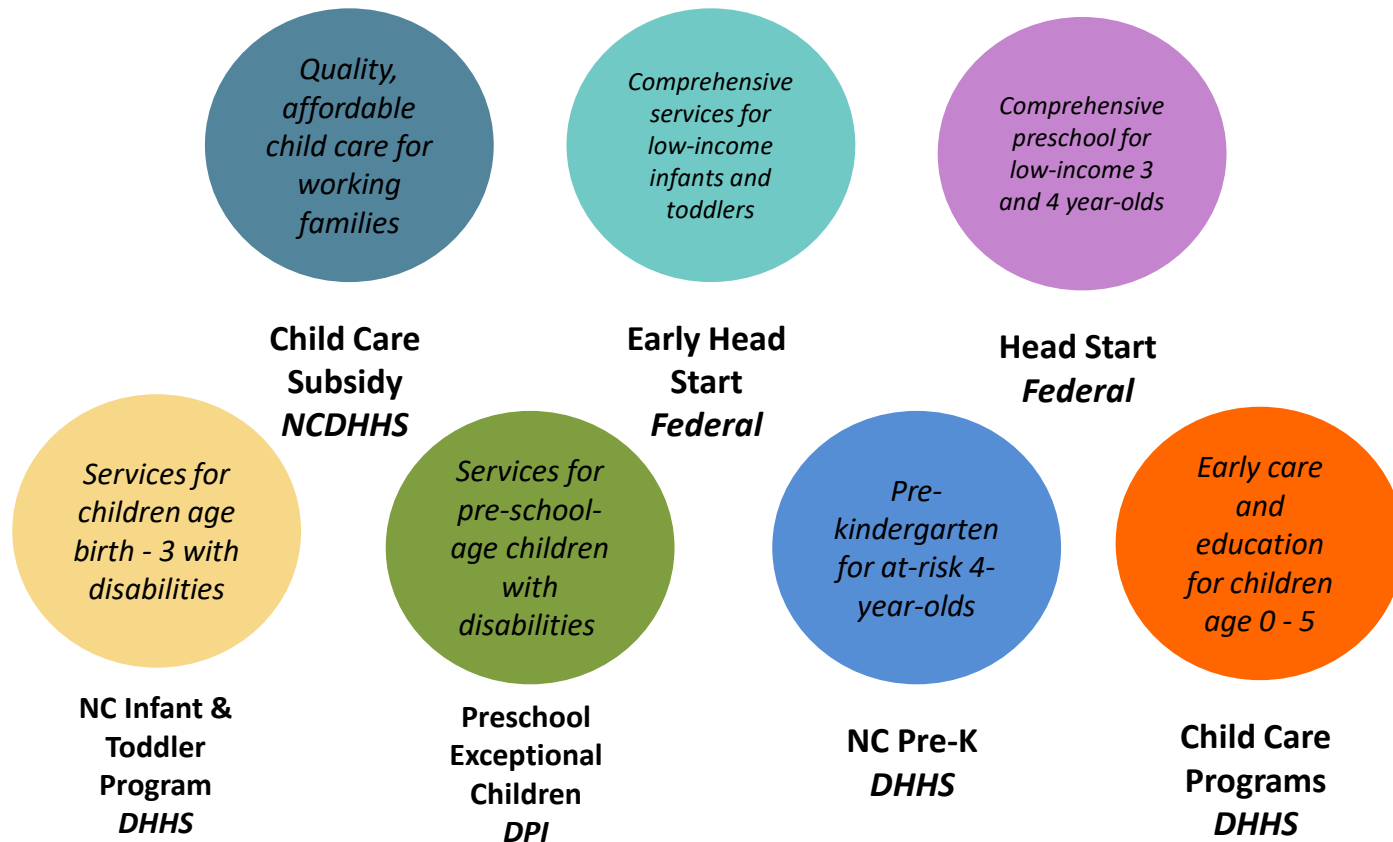 Quality,
affordable
child care for
working
families
Child Care
Subsidy
NCDHHS
Comprehensive
services for
low-income
infants and
toddlers
Early Head
Start
Federal
Comprehensive
preschool for
low-income 3
and 4 year-olds
Head Start
Federal
Services for
children age
birth - 3 with
disabilities
NC Infant &
Toddler
Program
DHHS
Services for
pre-school-
age children
with
disabilities
Preschool
Exceptional
Children
DPI
Pre-
kindergarten
for at-risk 4-
year-olds
NC Pre-K
DHHS
Early care
and
education
for children
age 0 - 5
Child Care
Programs
DHHS